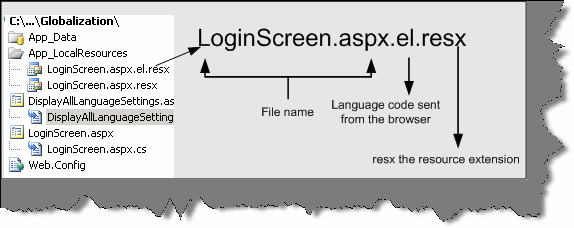 C:\...\Globalization\
App_Data
App_LocalResources
LoginScreen.aspx.el.resx
LoginScreen.aspx.resx
DisplayAllLanguageSettings.as
DisplayAllLanguageSetting
LoginScreen.aspx
LoginScreen.aspx.cs
Web.Config
LoginScreen.aspx.el.resx
File name
Language code sent
from the browser
resx the resource extension